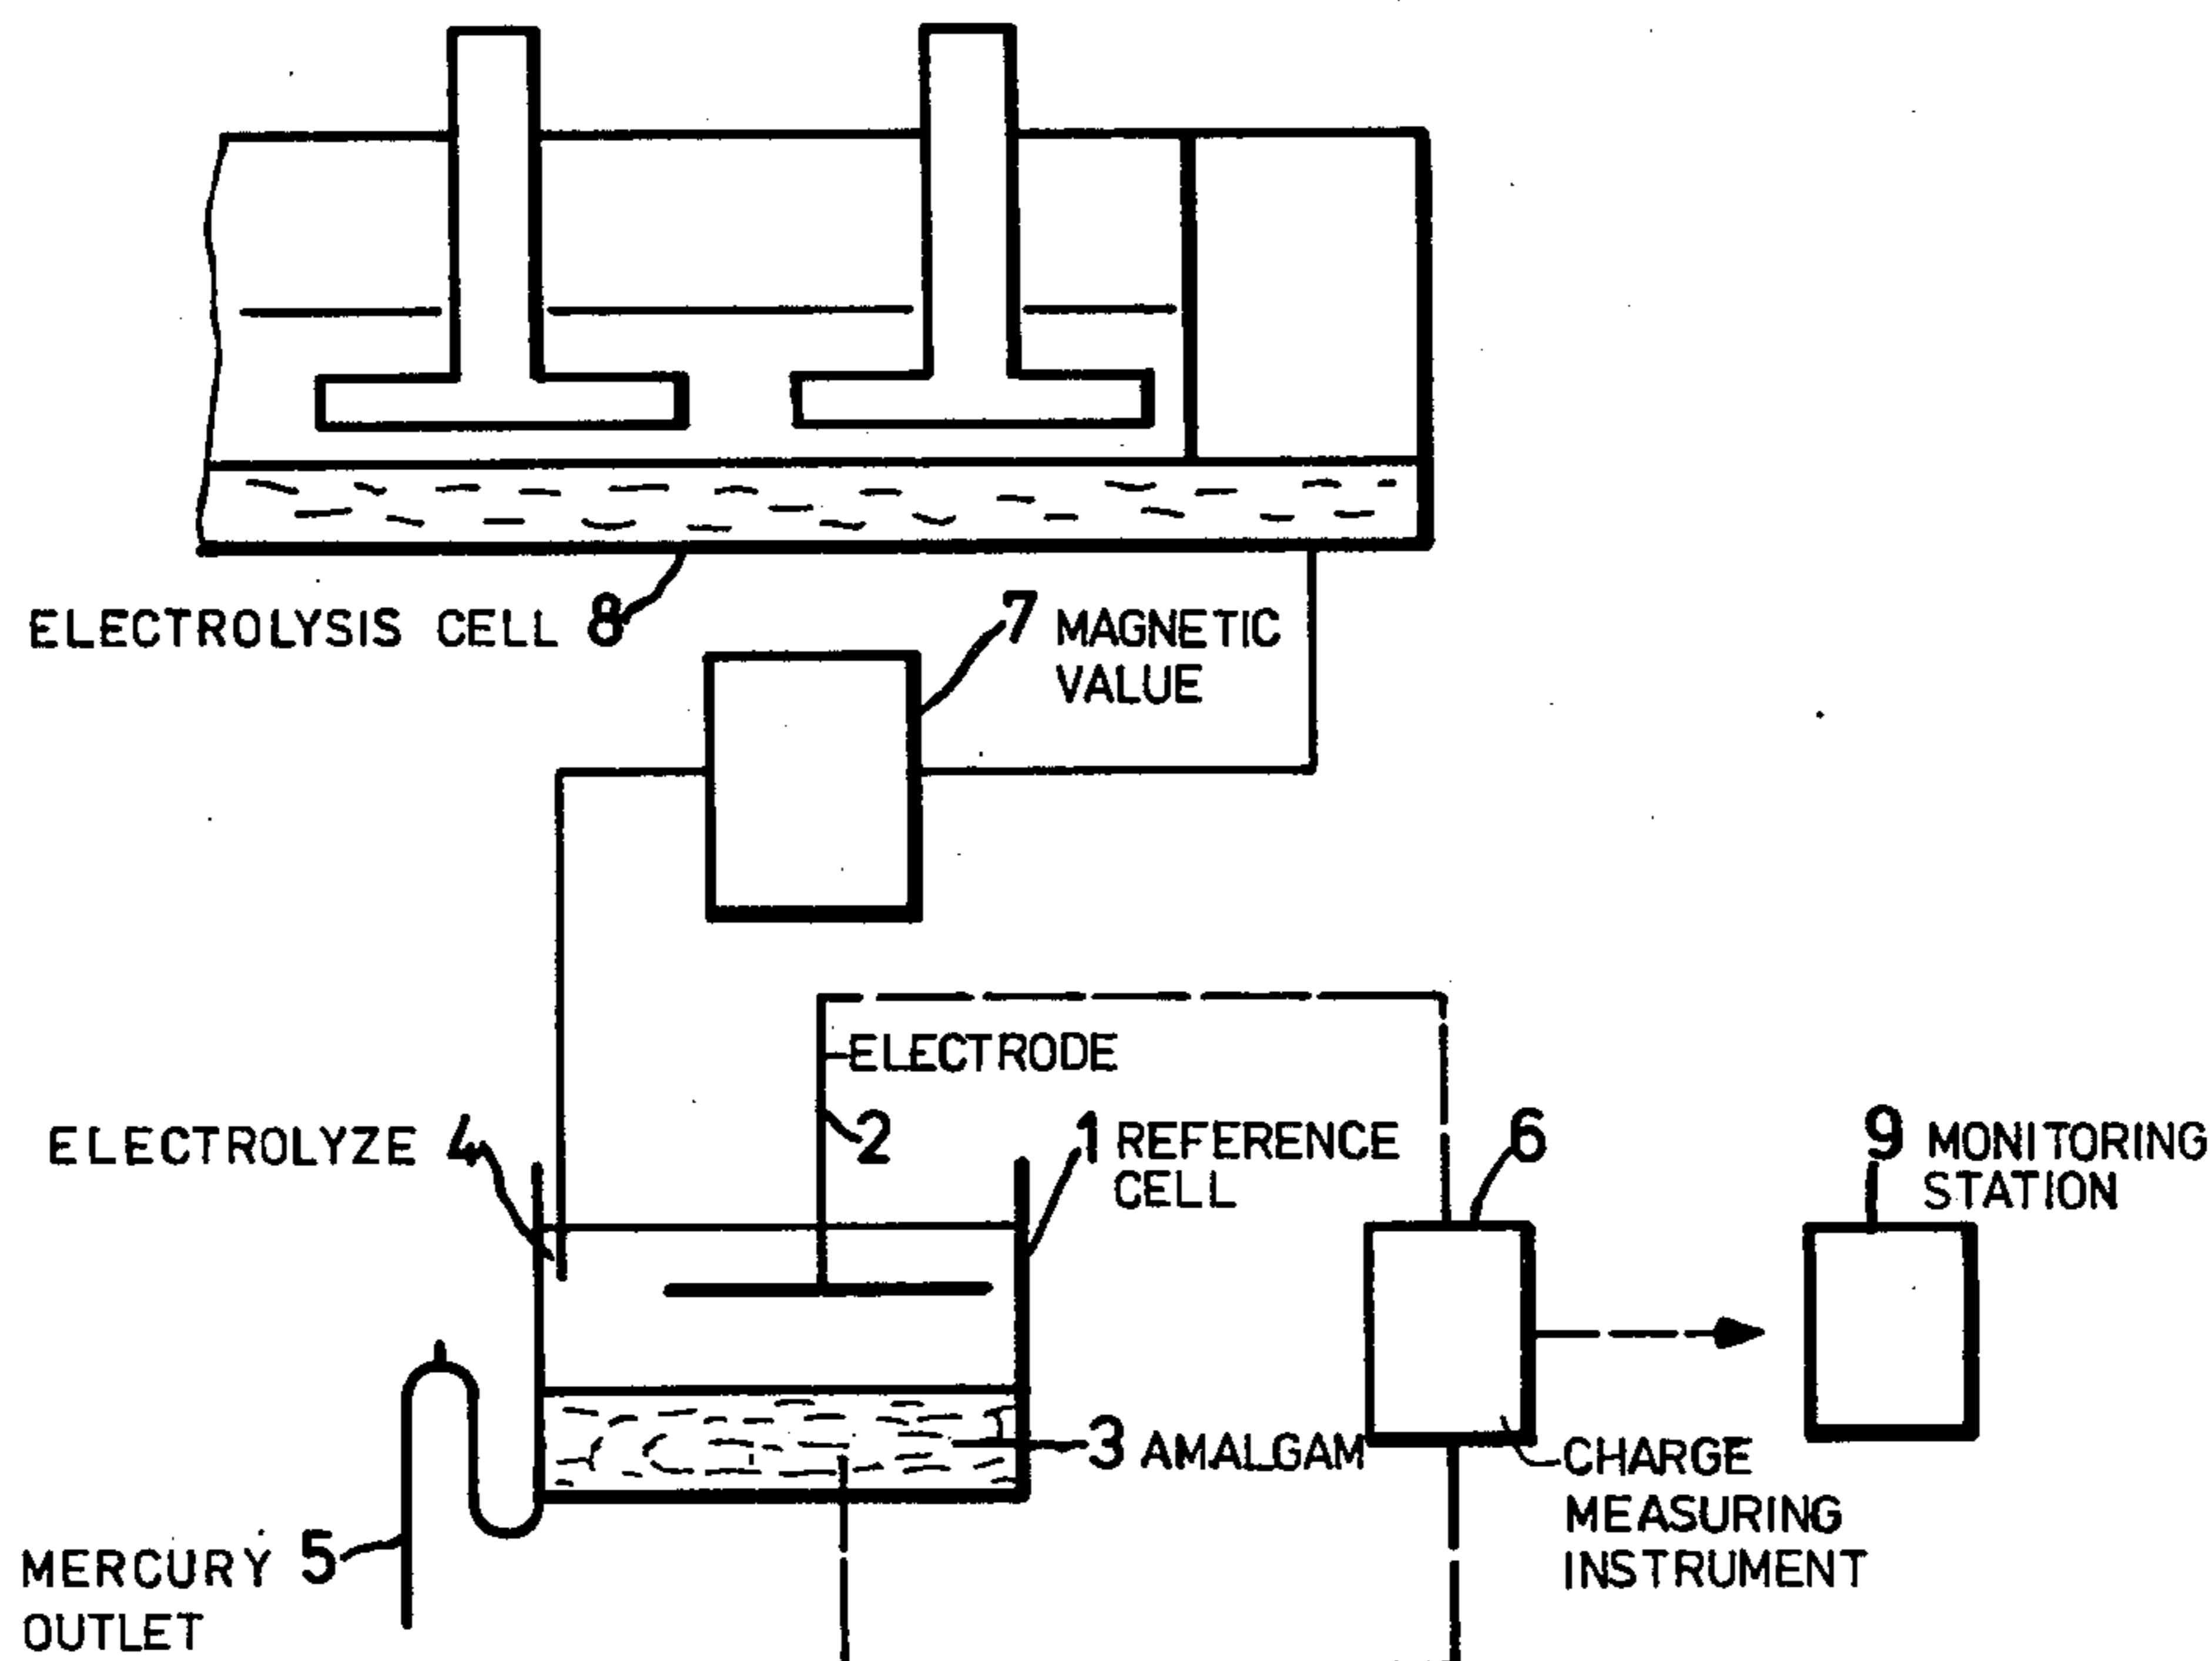 ELECTROLYSIS CELL 8
7 MAGNETIC
VALUE
ELECTRODE
2
ELECTROLYZE 4
1 REFERENCE
CELL
6
9 MONITORING
STATION
3 AMALGAM
CHARGE
MEASURING
INSTRUMENT
MERCURY 5
OUTLET